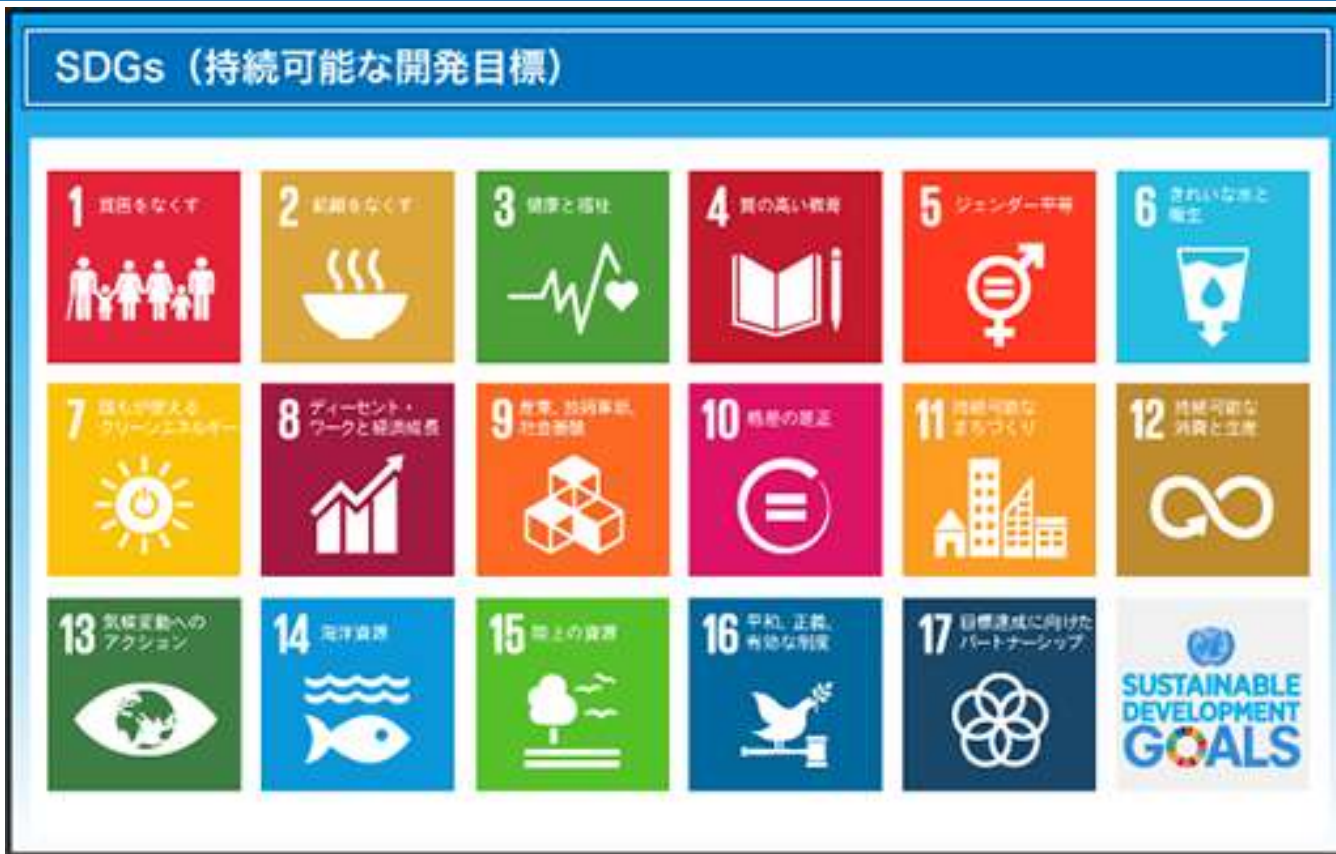 SDGs（持続可能な開発目標）
1 貧困をなくす
2 飢餓をなくす
3 健康と福祉
4 質の高い教育
5 ジェンダー平等
6 きれいな水と
衛生
7 誰もが使える
クリーンエネルギー
8 ディーセント・
ワークと経済成長
9 産業、技術革新、
社会基盤
10 格差の是正
11 持続可能な
まちづくり
12 持続可能な
消費と生産
13 気候変動への
アクション
14 海洋資源
15 陸上の資源
16 平和、正義、
有効な制度
17 目標達成に向けた
パートナーシップ
SUSTAINABLE
DEVELOPMENT
GOALS